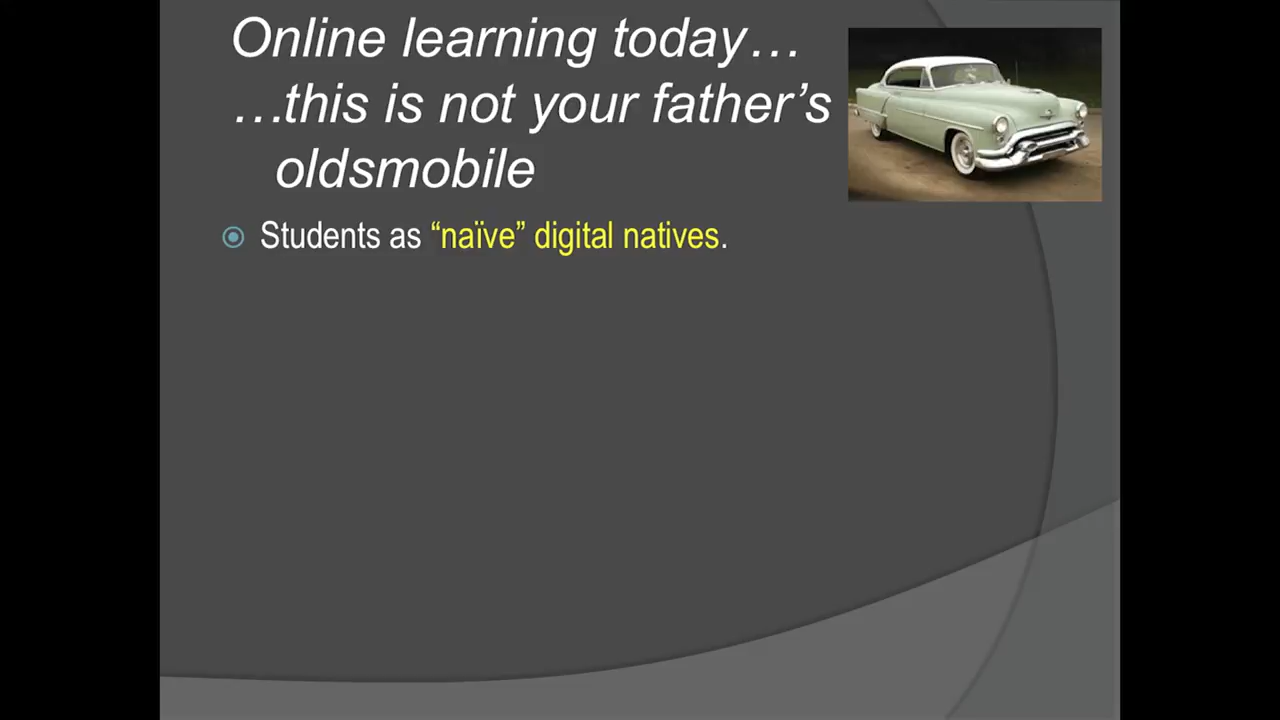 Online learning today…
…this is not your father’s
oldsmobile
Students as “naïve” digital natives.